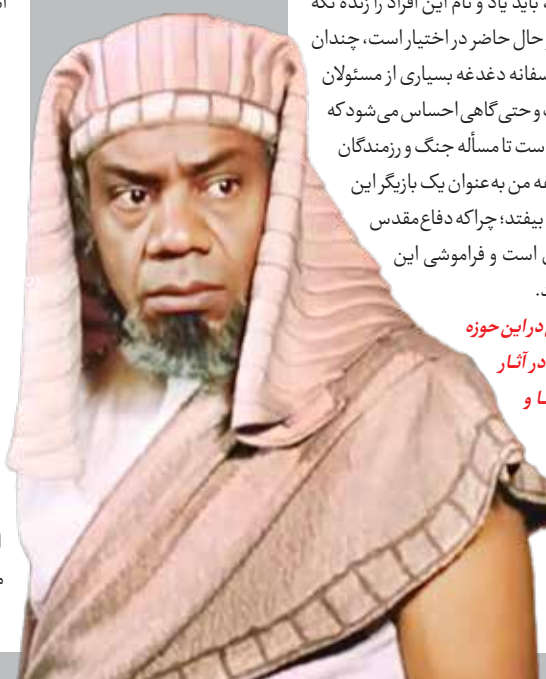 باید یاد و نام این افراد را زنده نگه
حال حاضر در اختیار است، چندان
سفانه دغدغه بسیاری از مسئولان
وحتی گاهی احساس می‌شود که
است تا مسأله جنگ و رزمندگان
من به‌عنوان یک بازیگر این
بیفتد؛ چراکه دفاع مقدس
است و فراموشی این
در این حوزه
در آثار
و